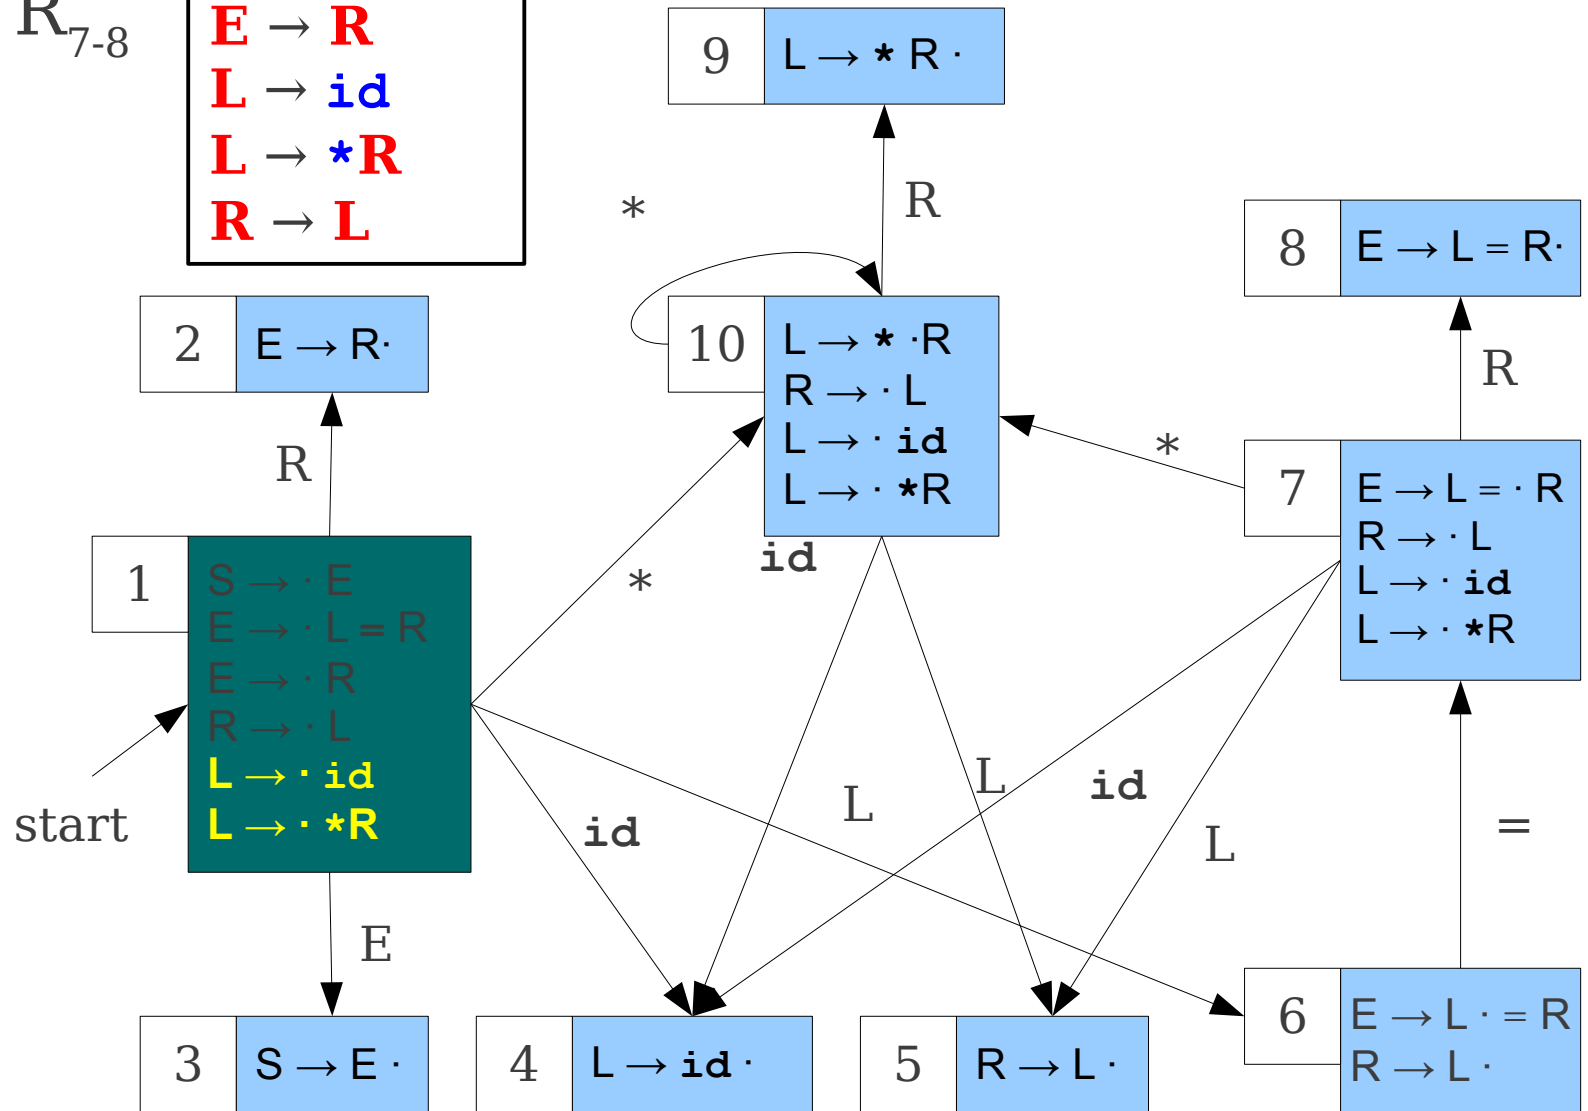 R7-8
E → R
L → id
L → *R
R → L
9
L → * R ·
*
R
8
E → L = R·
2
E → R·
10
L → * ·R
R → · L
L → · id
L → · *R
R
R
*
7
E → L = · R
R → · L
L → · id
L → · *R
1
S → · E
E → · L = R
E → · R
R → · L
L → · id
L → · *R
id
*
start
id
L
L
id
L
=
E
3
S → E ·
4
L → id ·
5
R → L ·
6
E → L · = R
R → L ·